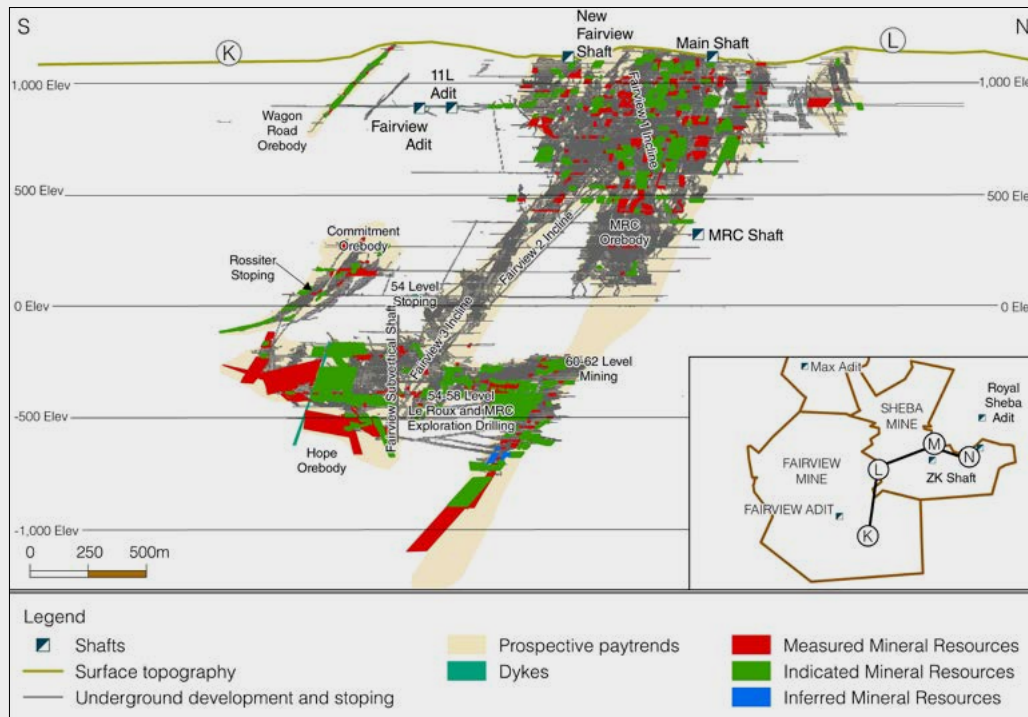 S
K
New
Fairview
Shaft
Main Shaft
L
N
1,000 Elev
11L
Adit
Wagon
Road
Orebody
Fairview
Adit
Fairview 1 Incline
1,000 Elev
500 Elev
500 Elev
MRC
Orebody
MRC Shaft
Commitment
Orebody
Rossiter
Stoping
Fairview 2 Incline
54 Level
Stoping
0 Elev
0 Elev
Fairview Subvertical Shaft
Fairview 3 Incline
60-62 Level
Mining
54-58 Level
Le Roux and MRC
Exploration Drilling
-500 Elev
Hope
Orebody
-1,000 Elev
0 250 500m
Max Adit
SHEBA
MINE
Royal
Sheba
Adit
M
N
L
ZK Shaft
FAIRVIEW
MINE
FAIRVIEW ADIT
K
Legend
Shafts
Surface topography
Underground development and stoping
Prospective paytrends
Dykes
Measured Mineral Resources
Indicated Mineral Resources
Inferred Mineral Resources